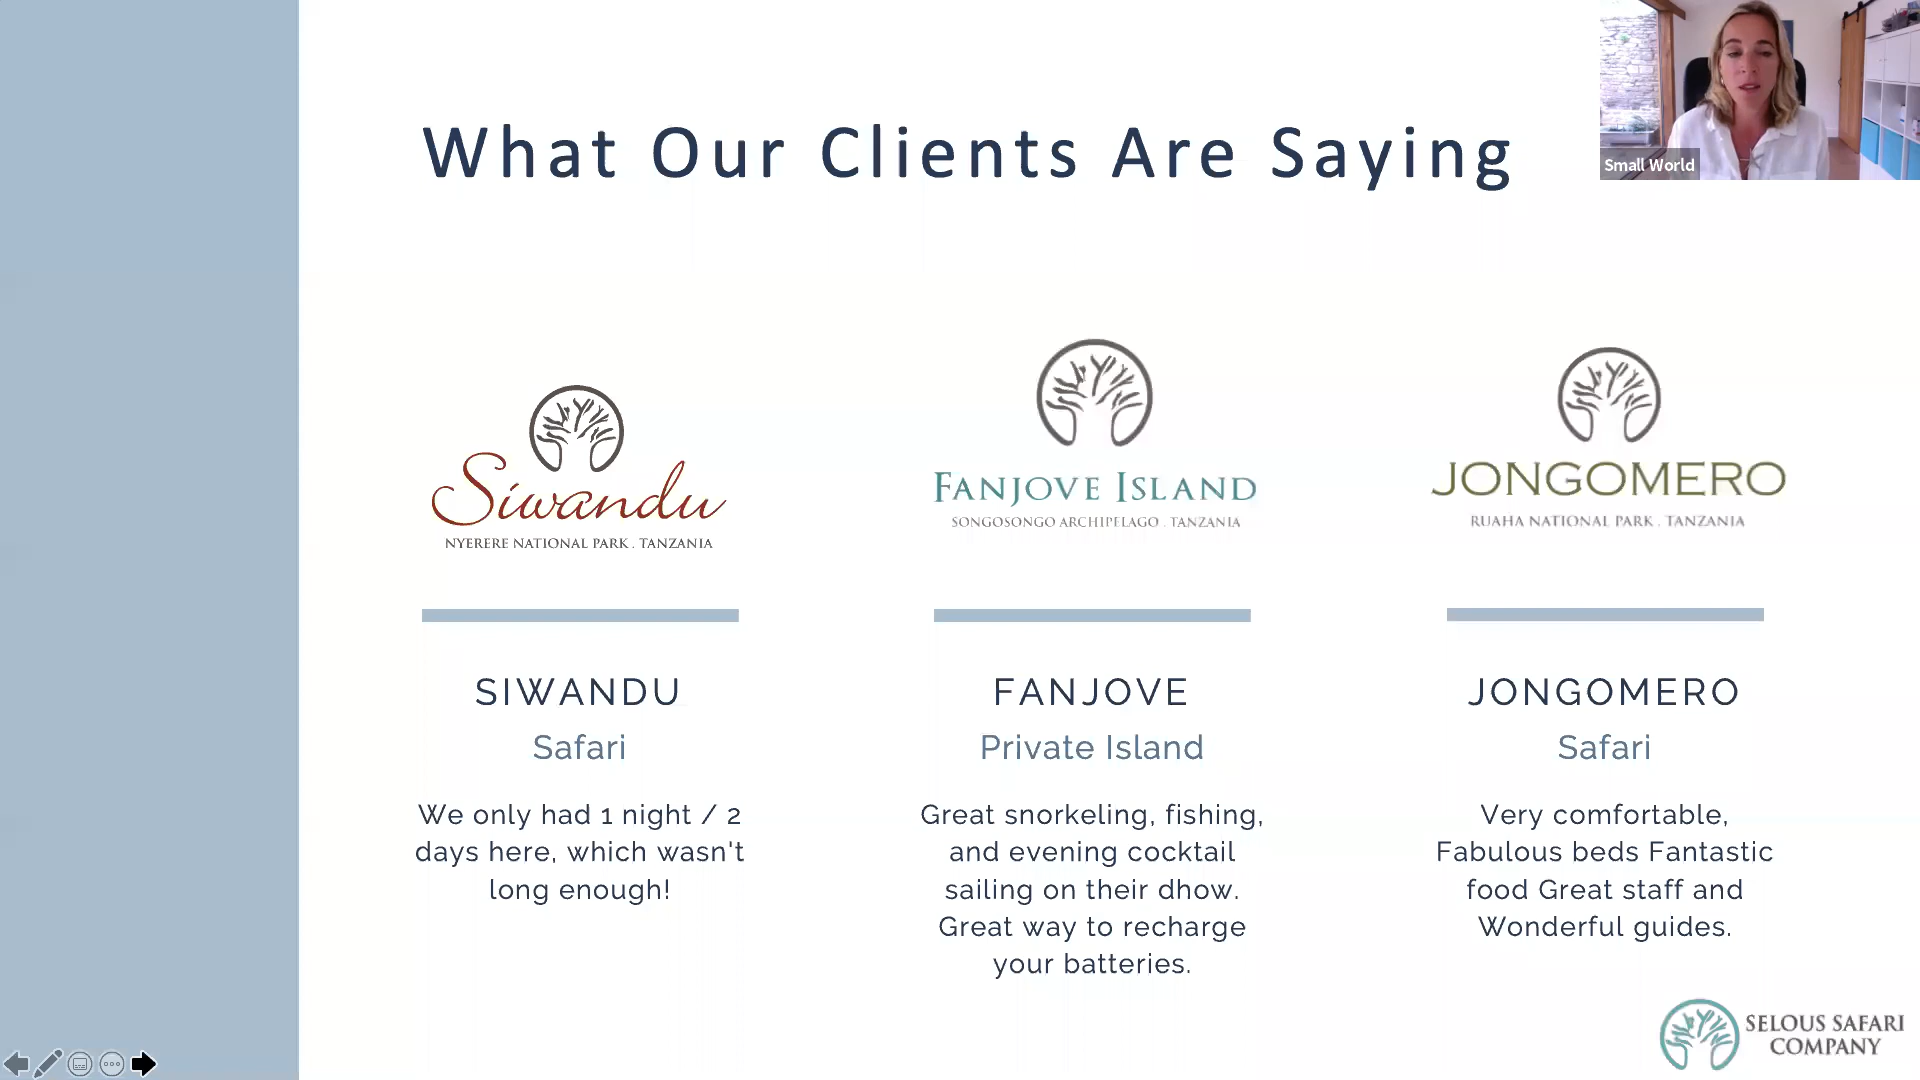 What Our Clients Are Saying
Small World
Siwandu
NYERERE NATIONAL PARK . TANZANIA
FANJOVE ISLAND
SONGOSONGO ARCHIPELAGO . TANZANIA
JONGOMERO
RUAHA NATIONAL PARK . TANZANIA
SIWANDU
Safari
We only had 1 night / 2
days here, which wasn't
long enough!
FANJOVE
Private Island
Great snorkeling, fishing,
and evening cocktail
sailing on their dhow.
Great way to recharge
your batteries.
JONGOMERO
Safari
Very comfortable,
Fabulous beds Fantastic
food Great staff and
Wonderful guides.
SELOUS SAFARI
COMPANY